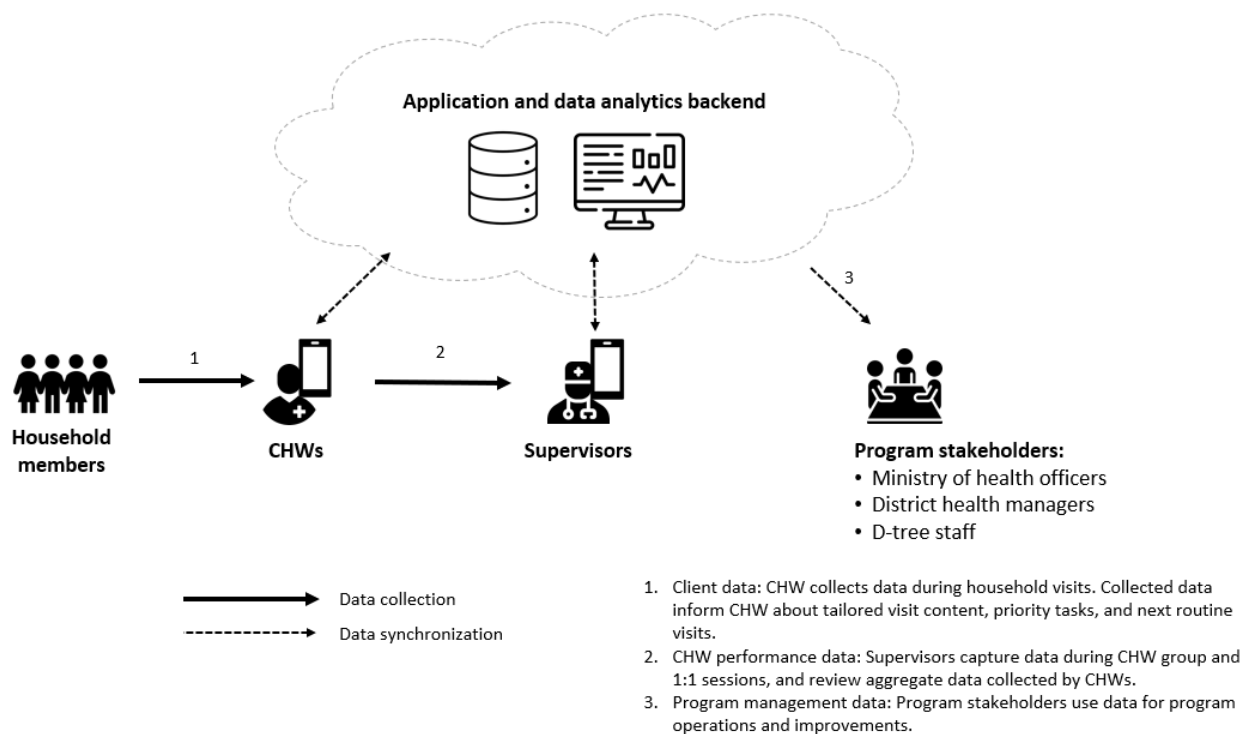 Application and data analytics backend
3
1
2
Household
members
CHWs
Supervisors
Program stakeholders:
• Ministry of health officers
• District health managers
• D-tree staff
Data collection
Data synchronization
1. Client data: CHW collects data during household visits. Collected data
inform CHW about tailored visit content, priority tasks, and next routine
visits.
2. CHW performance data: Supervisors capture data during CHW group and
1:1 sessions, and review aggregate data collected by CHWs.
3. Program management data: Program stakeholders use data for program
operations and improvements.